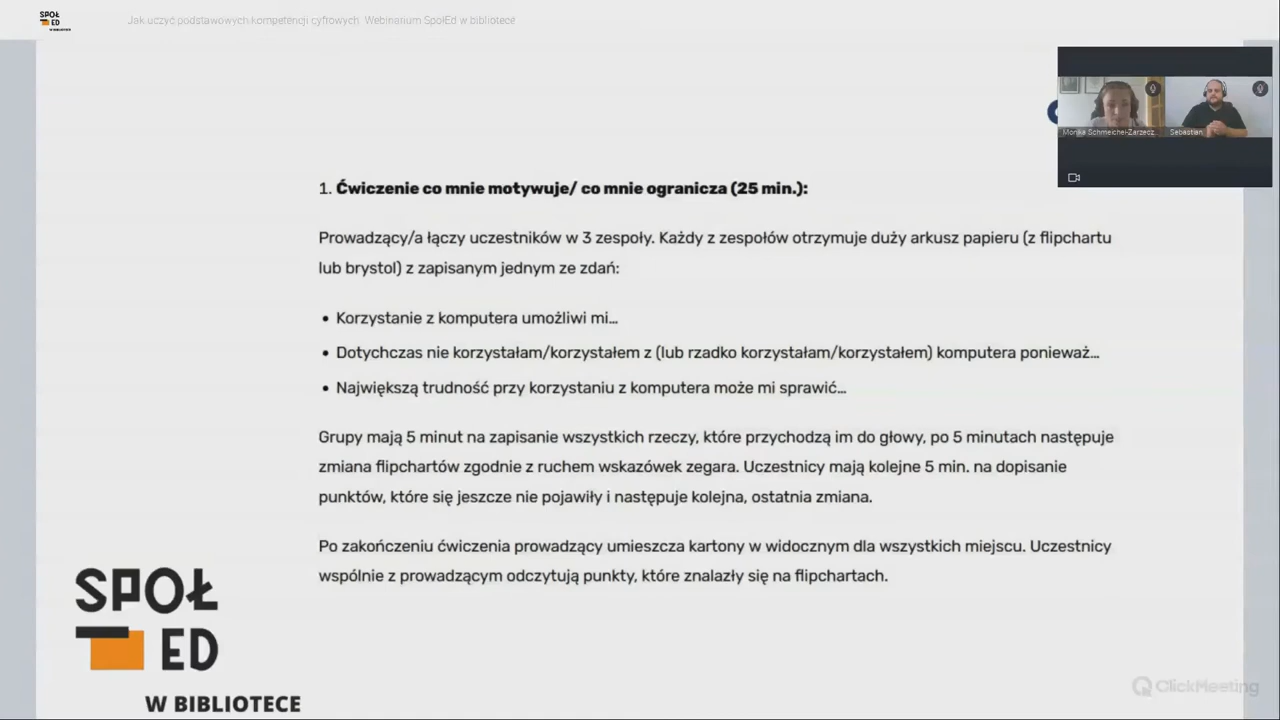 SPOŁ
ED
W BIBLIOTECE
Jak uczyć podstawowych kompetencji cyfrowych. Webinarium SpołEd w bibliotece
Monika Schmeichel-Zarzecz...
Sebastian
1. Ćwiczenie co mnie motywuje/ co mnie ogranicza (25 min.):
Prowadzący/a łączy uczestników w 3 zespoły. Każdy z zespołów otrzymuje duży arkusz papieru (z flipchartu
lub brystol) z zapisanym jednym ze zdań:
• Korzystanie z komputera umożliwi mi…
• Dotychczas nie korzystałam/korzystałem z (lub rzadko korzystałam/korzystałem) komputera ponieważ…
• Największą trudność przy korzystaniu z komputera może mi sprawić…
Grupy mają 5 minut na zapisanie wszystkich rzeczy, które przychodzą im do głowy, po 5 minutach następuje
zmiana flipchartów zgodnie z ruchem wskazówek zegara. Uczestnicy mają kolejne 5 min. na dopisanie
punktów, które się jeszcze nie pojawiły i następuje kolejna, ostatnia zmiana.
Po zakończeniu ćwiczenia prowadzący umieszcza kartony w widocznym dla wszystkich miejscu. Uczestnicy
wspólnie z prowadzącym odczytują punkty, które znalazły się na flipchartach.
SPOŁ
ED
W BIBLIOTECE
ClickMeeting